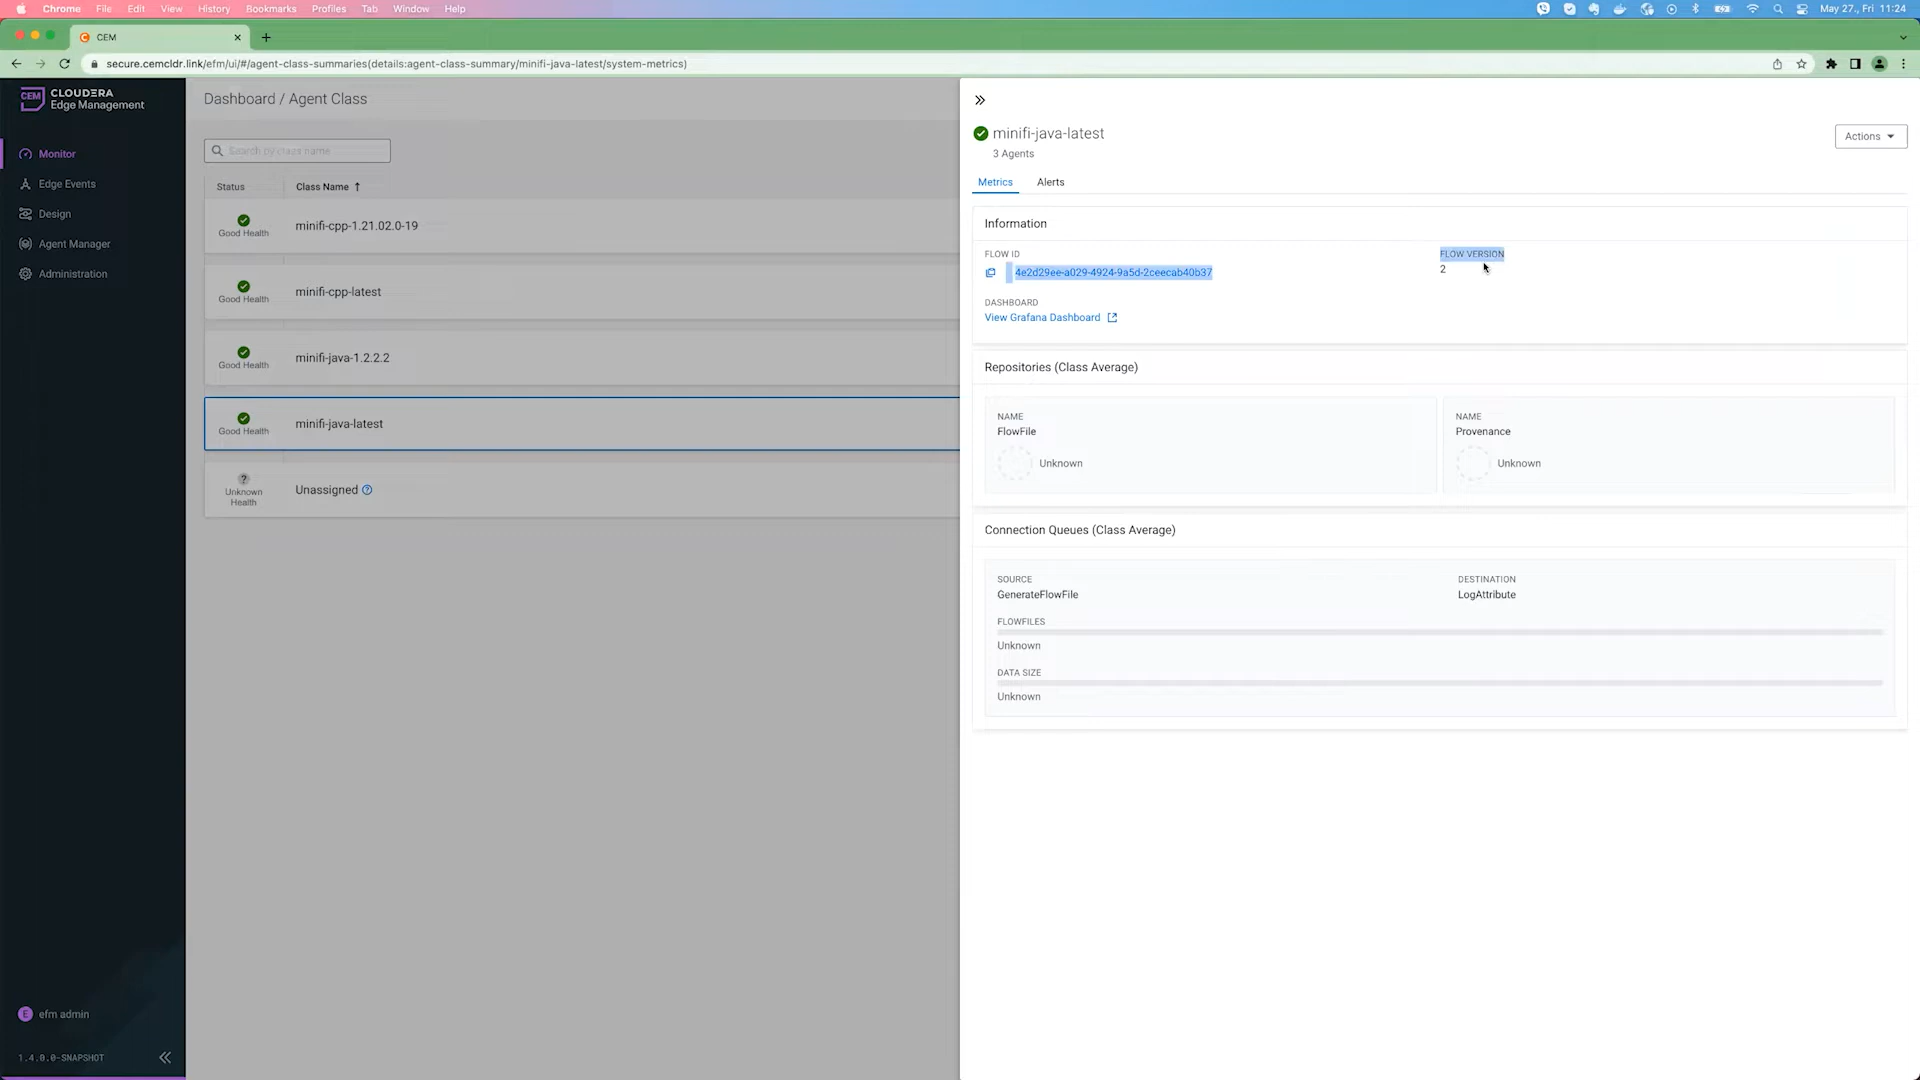 Chrome File Edit View History Bookmarks Profiles Tab Window Help May 27., Fri 11:24
CEM
secure.cemcldr.link/efm/ui/#/agent-class-summaries(details:agent-class-summary/minifi-java-latest/system-metrics)
CEM CLOUDERA
Edge Management
Monitor
Edge Events
Design
Agent Manager
Administration
E efm admin
1.4.0.0-SNAPSHOT
Dashboard / Agent Class
Search by class name
Status Class Name
Good Health minifi-cpp-1.21.02.0-19
Good Health minifi-cpp-latest
Good Health minifi-java-1.2.2.2
Good Health minifi-java-latest
? Unknown Health Unassigned ?
minifi-java-latest
3 Agents
Actions
Metrics Alerts
Information
FLOW ID FLOW VERSION
4e2d29ee-a029-4924-9a5d-2ceecab40b37 2
DASHBOARD
View Grafana Dashboard
Repositories (Class Average)
NAME NAME
FlowFile Provenance
Unknown Unknown
Connection Queues (Class Average)
SOURCE DESTINATION
GenerateFlowFile LogAttribute
FLOWFILES
Unknown
DATA SIZE
Unknown